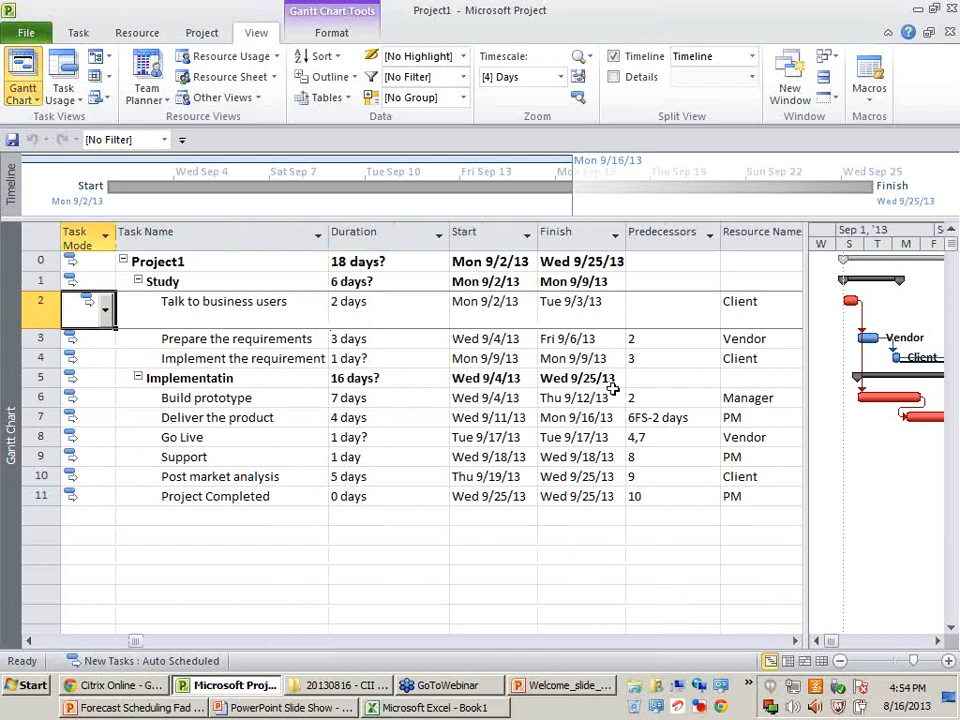 Gantt Chart Tools
Project1 - Microsoft Project
File Task Resource Project View Format
Gantt Chart
Task Usage
Team Planner
Resource Usage
Resource Sheet
Other Views
Sort
Outline
Tables
[No Highlight]
[No Filter]
[No Group]
Timescale:
[4] Days
Timeline Timeline
Details
New Window
Macros
Task Views Resource Views Data Zoom Split View Window Macros
[No Filter]
Mon 9/16/13
Timeline
Wed Sep 4 Sat Sep 7 Tue Sep 10 Fri Sep 13 Thu Sep 19 Sun Sep 22 Wed Sep 25
Start Finish
Mon 9/2/13 Wed 9/25/13
Task Mode Task Name Duration Start Finish Predecessors Resource Name
Sep 1, '13 S
W S T M F
0 Project1 18 days? Mon 9/2/13 Wed 9/25/13
1 Study 6 days? Mon 9/2/13 Mon 9/9/13
2 Talk to business users 2 days Mon 9/2/13 Tue 9/3/13 Client
3 Prepare the requirements 3 days Wed 9/4/13 Fri 9/6/13 2 Vendor Vendor
4 Implement the requirement 1 day? Mon 9/9/13 Mon 9/9/13 3 Client Client
5 Implementatin 16 days? Wed 9/4/13 Wed 9/25/13
6 Build prototype 7 days Wed 9/4/13 Thu 9/12/13 2 Manager
7 Deliver the product 4 days Wed 9/11/13 Mon 9/16/13 6FS-2 days PM
8 Go Live 1 day? Tue 9/17/13 Tue 9/17/13 4,7 Vendor
9 Support 1 day Wed 9/18/13 Wed 9/18/13 8 PM
10 Post market analysis 5 days Thu 9/19/13 Wed 9/25/13 9 Client
11 Project Completed 0 days Wed 9/25/13 Wed 9/25/13 10 PM
Gantt Chart
Ready New Tasks : Auto Scheduled
Start Citrix Online - G... Microsoft Proj... 20130816 - CII ... GoToWebinar Welcome_slide_... 4:54 PM
Forecast Scheduling Fad ... PowerPoint Slide Show - ... Microsoft Excel - Book1 8/16/2013